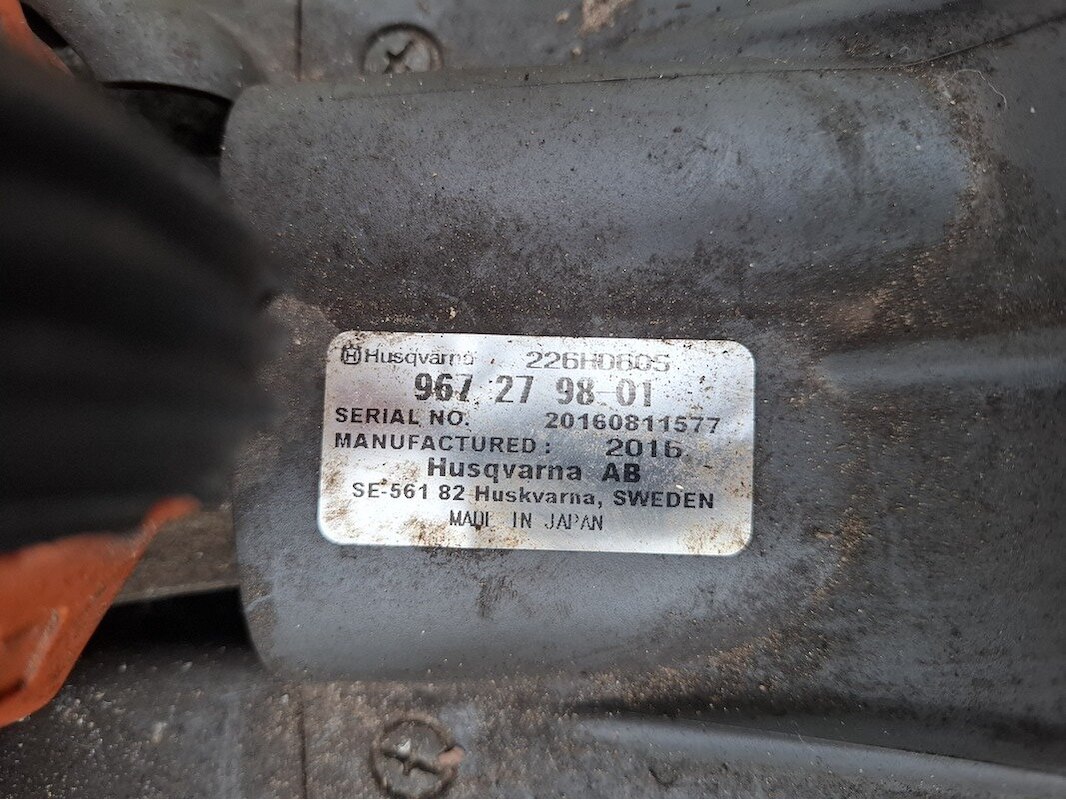 Husqvarna 226HD60S
967 27 98-01
SERIAL NO. 20160811577
MANUFACTURED: 2016
Husqvarna AB
SE-561 82 Huskvarna, SWEDEN
MADE IN JAPAN